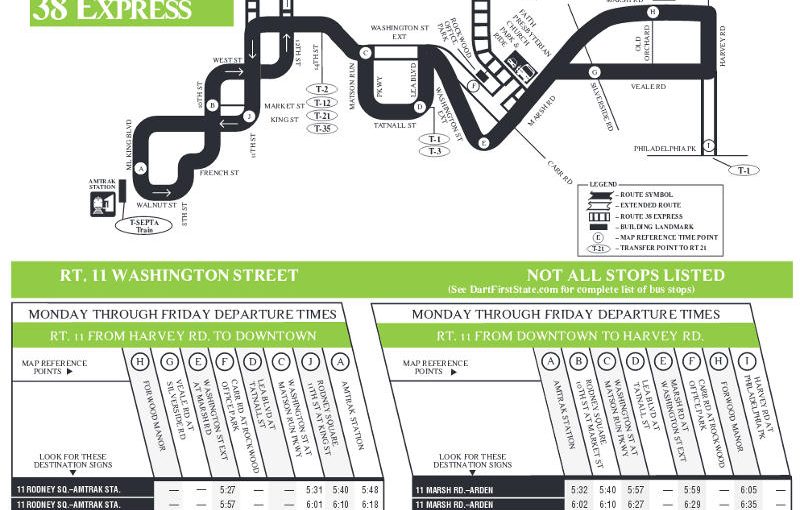 38 EXPRESS
MARSH RD
WASHINGTON ST
EXT
ROCKWOOD
OFFICE
PARK
FAITH
PRESBYTERIAN
CHURCH
PARK &
RIDE
H
OLD
ORCHARD
HARVEY RD
13TH ST
14TH ST
WEST ST
C
MATSON RUN
PKWY
LEA BLVD
G
VEALE RD
SILVERSIDE RD
F
T-2
T-12
T-21
T-35
10TH ST
B
MARKET ST
KING ST
J
11TH ST
D
TATNALL ST
WASHINGTON ST
EXT
MARSH RD
T-1
T-3
E
CARR RD
PHILADELPHIA PK
I
T-1
ML KING BLVD
A
FRENCH ST
AMTRAK
STATION
WALNUT ST
8TH ST
T-SEPTA
Train
LEGEND
– ROUTE SYMBOL
– EXTENDED ROUTE
– ROUTE 38 EXPRESS
– BUILDING LANDMARK
E – MAP REFERENCE TIME POINT
T-21 – TRANSFER POINT TO RT 21
RT. 11 WASHINGTON STREET
NOT ALL STOPS LISTED
(See DartFirstState.com for complete list of bus stops)
MONDAY THROUGH FRIDAY DEPARTURE TIMES
RT. 11 FROM HARVEY RD. TO DOWNTOWN
MAP REFERENCE
POINTS
H G E F D C J A
FORWOOD MANOR
VEALE RD AT
SILVERSIDE RD
WASHINGTON ST EXT
AT MARSH RD
CARR RD AT ROCKWOOD
OFFICE PARK
LEA BLVD AT
TATNALL ST
WASHINGTON ST AT
MATSON RUN PKWY
RODNEY SQUARE
11TH ST AT KING ST
AMTRAK STATION
LOOK FOR THESE
DESTINATION SIGNS
11 RODNEY SQ.–AMTRAK STA. — — 5:27 — — 5:31 5:40 5:48
11 RODNEY SQ.–AMTRAK STA. — — 5:57 — — 6:01 6:10 6:18
MONDAY THROUGH FRIDAY DEPARTURE TIMES
RT. 11 FROM DOWNTOWN TO HARVEY RD.
MAP REFERENCE
POINTS
A B C D E F H I
AMTRAK STATION
RODNEY SQUARE
10TH ST AT MARKET ST
WASHINGTON ST AT
MATSON RUN PKWY
LEA BLVD AT
TATNALL ST
MARSH RD AT
WASHINGTON ST EXT
CARR RD AT ROCKWOOD
OFFICE PARK
FORWOOD MANOR
HARVEY RD AT
PHILADELPHIA PK
LOOK FOR THESE
DESTINATION SIGNS
11 MARSH RD.–ARDEN 5:32 5:40 5:57 — 5:59 — 6:05 —
11 MARSH RD.–ARDEN 6:02 6:10 6:27 — 6:29 — 6:35 —